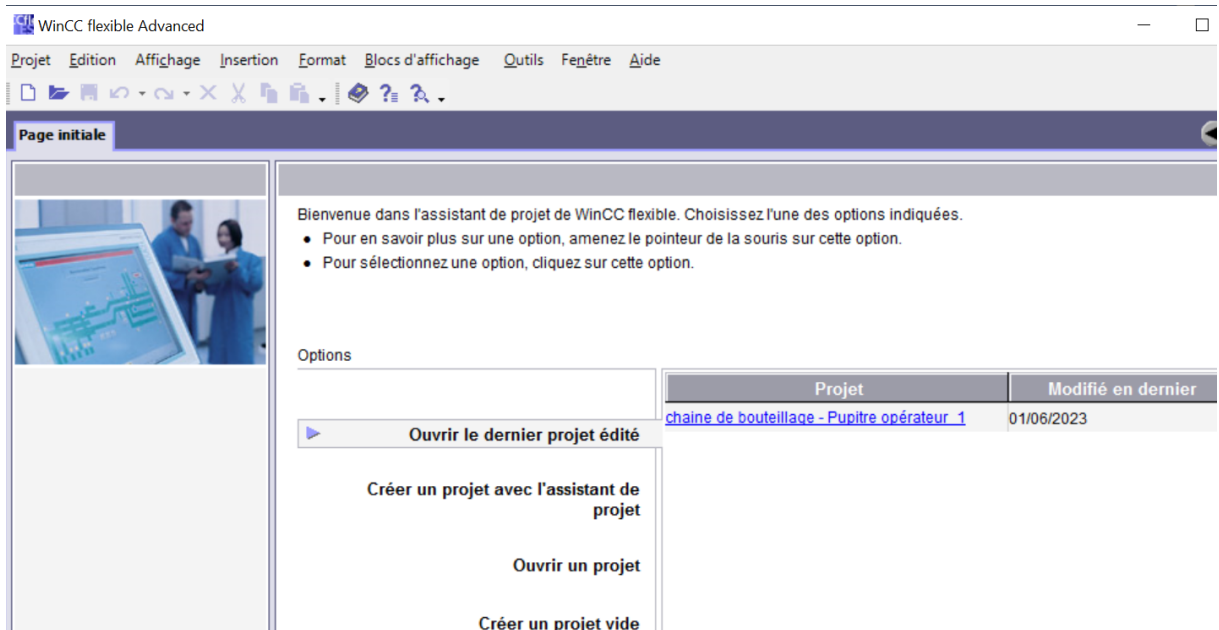 WinCC flexible Advanced
Projet Edition Affichage Insertion Format Blocs d'affichage Outils Fenêtre Aide
Page initiale
Bienvenue dans l'assistant de projet de WinCC flexible. Choisissez l'une des options indiquées.
• Pour en savoir plus sur une option, amenez le pointeur de la souris sur cette option.
• Pour sélectionnez une option, cliquez sur cette option.
Options
Projet Modifié en dernier
chaine de bouteillage - Pupitre opérateur_1 01/06/2023
Ouvrir le dernier projet édité
Créer un projet avec l'assistant de
projet
Ouvrir un projet
Créer un projet vide